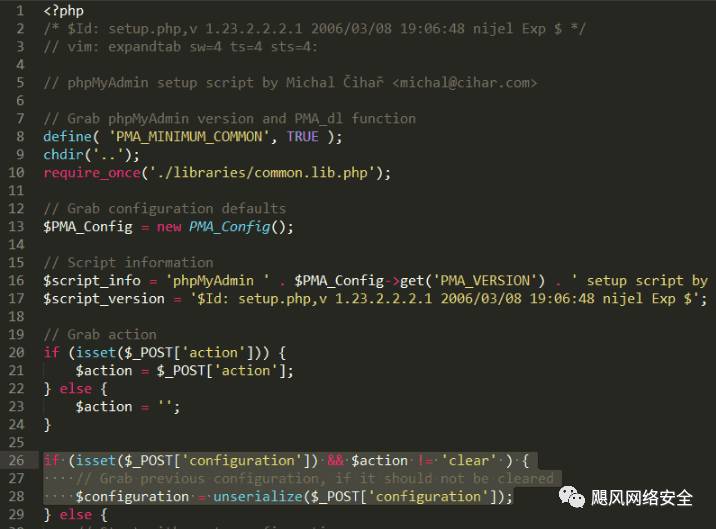 1 <?php
2 /* $Id: setup.php,v 1.23.2.2.2.1 2006/03/08 19:06:48 nijel Exp $ */
3 // vim: expandtab sw=4 ts=4 sts=4:
4
5 // phpMyAdmin setup script by Michal Čihař <michal@cihar.com>
6
7 // Grab phpMyAdmin version and PMA_dl function
8 define( 'PMA_MINIMUM_COMMON', TRUE );
9 chdir('..');
10 require_once('./libraries/common.lib.php');
11
12 // Grab configuration defaults
13 $PMA_Config = new PMA_Config();
14
15 // Script information
16 $script_info = 'phpMyAdmin ' . $PMA_Config->get('PMA_VERSION') . ' setup script by
17 $script_version = '$Id: setup.php,v 1.23.2.2.2.1 2006/03/08 19:06:48 nijel Exp $';
18
19 // Grab action
20 if (isset($_POST['action'])) {
21 $action = $_POST['action'];
22 } else {
23 $action = '';
24 }
25
26 if (isset($_POST['configuration']) && $action != 'clear' ) {
27 // Grab previous configuration, if it should not be cleared
28 $configuration = unserialize($_POST['configuration']);
29 } else {
飓风网络安全